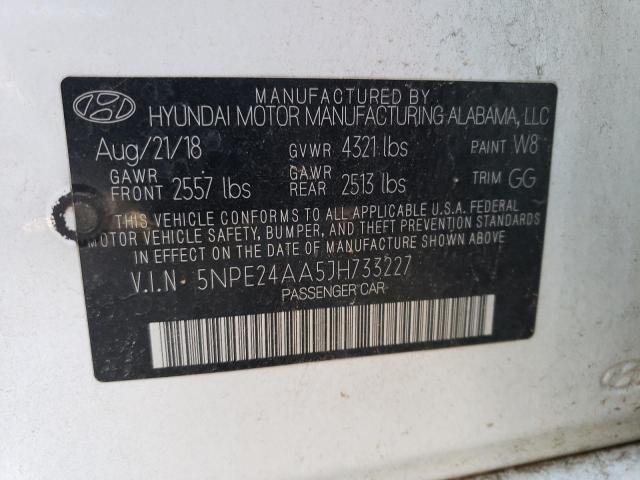 MANUFACTURED BY
HYUNDAI MOTOR MANUFACTURING ALABAMA, LLC
Aug/21/18 GVWR 4321 lbs PAINT W8
GAWR FRONT 2557 lbs GAWR REAR 2513 lbs TRIM GG
THIS VEHICLE CONFORMS TO ALL APPLICABLE U.S.A. FEDERAL
MOTOR VEHICLE SAFETY, BUMPER, AND THEFT PREVENTION STANDARDS
IN EFFECT ON THE DATE OF MANUFACTURE SHOWN ABOVE
V.I.N. 5NPE24AA5JH733227
PASSENGER CAR